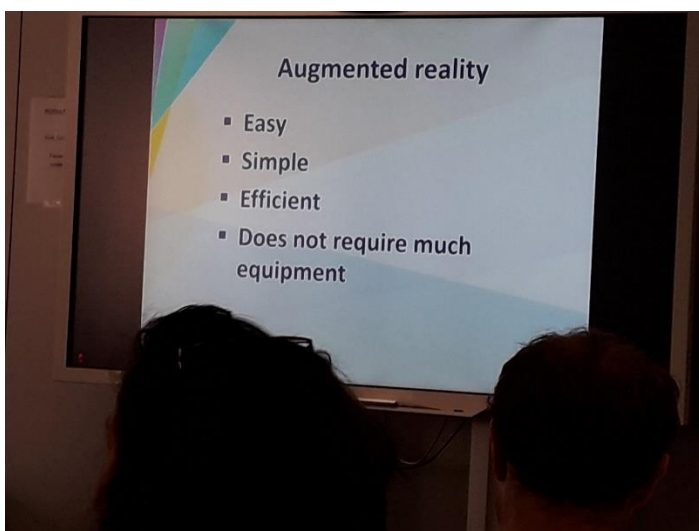 Augmented reality
▪ Easy
▪ Simple
▪ Efficient
▪ Does not require much
equipment